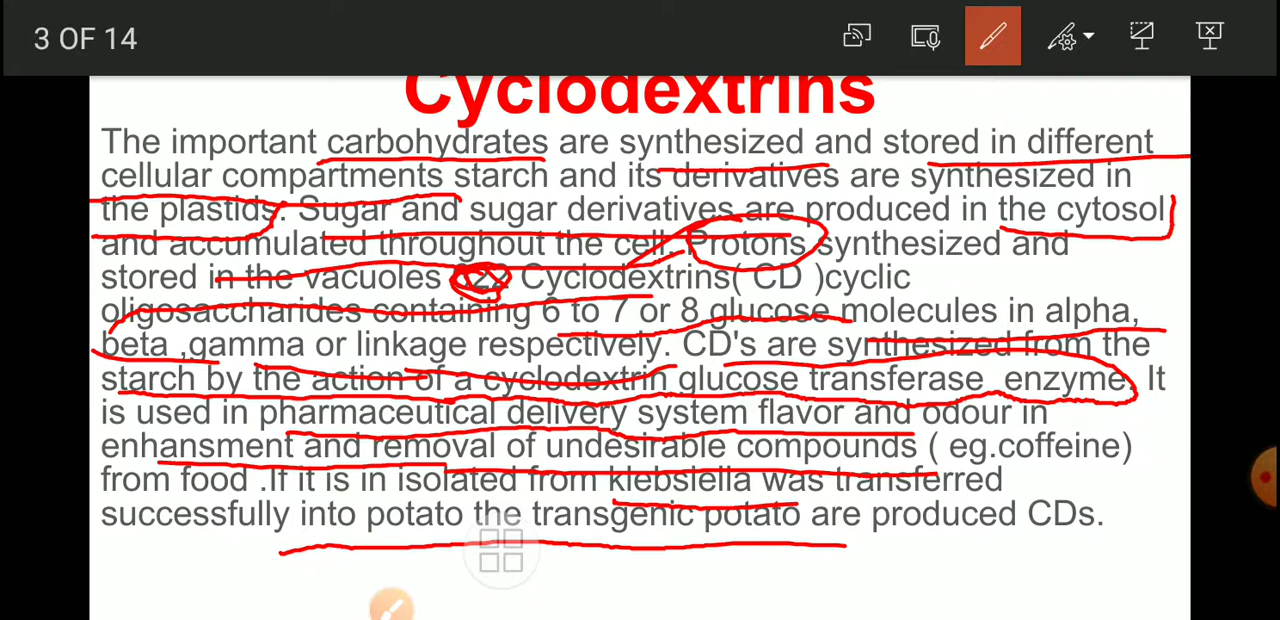 3 OF 14
Cyclodextrins
The important carbohydrates are synthesized and stored in different
cellular compartments starch and its derivatives are synthesized in
the plastids. Sugar and sugar derivatives are produced in the cytosol
and accumulated throughout the cell. Protons synthesized and
stored in the vacuoles Cyclodextrins( CD )cyclic
oligosaccharides containing 6 to 7 or 8 glucose molecules in alpha,
beta ,gamma or linkage respectively. CD's are synthesized from the
starch by the action of a cyclodextrin glucose transferase enzyme. It
is used in pharmaceutical delivery system flavor and odour in
enhansment and removal of undesirable compounds ( eg.coffeine)
from food .If it is in isolated from klebsiella was transferred
successfully into potato the transgenic potato are produced CDs.